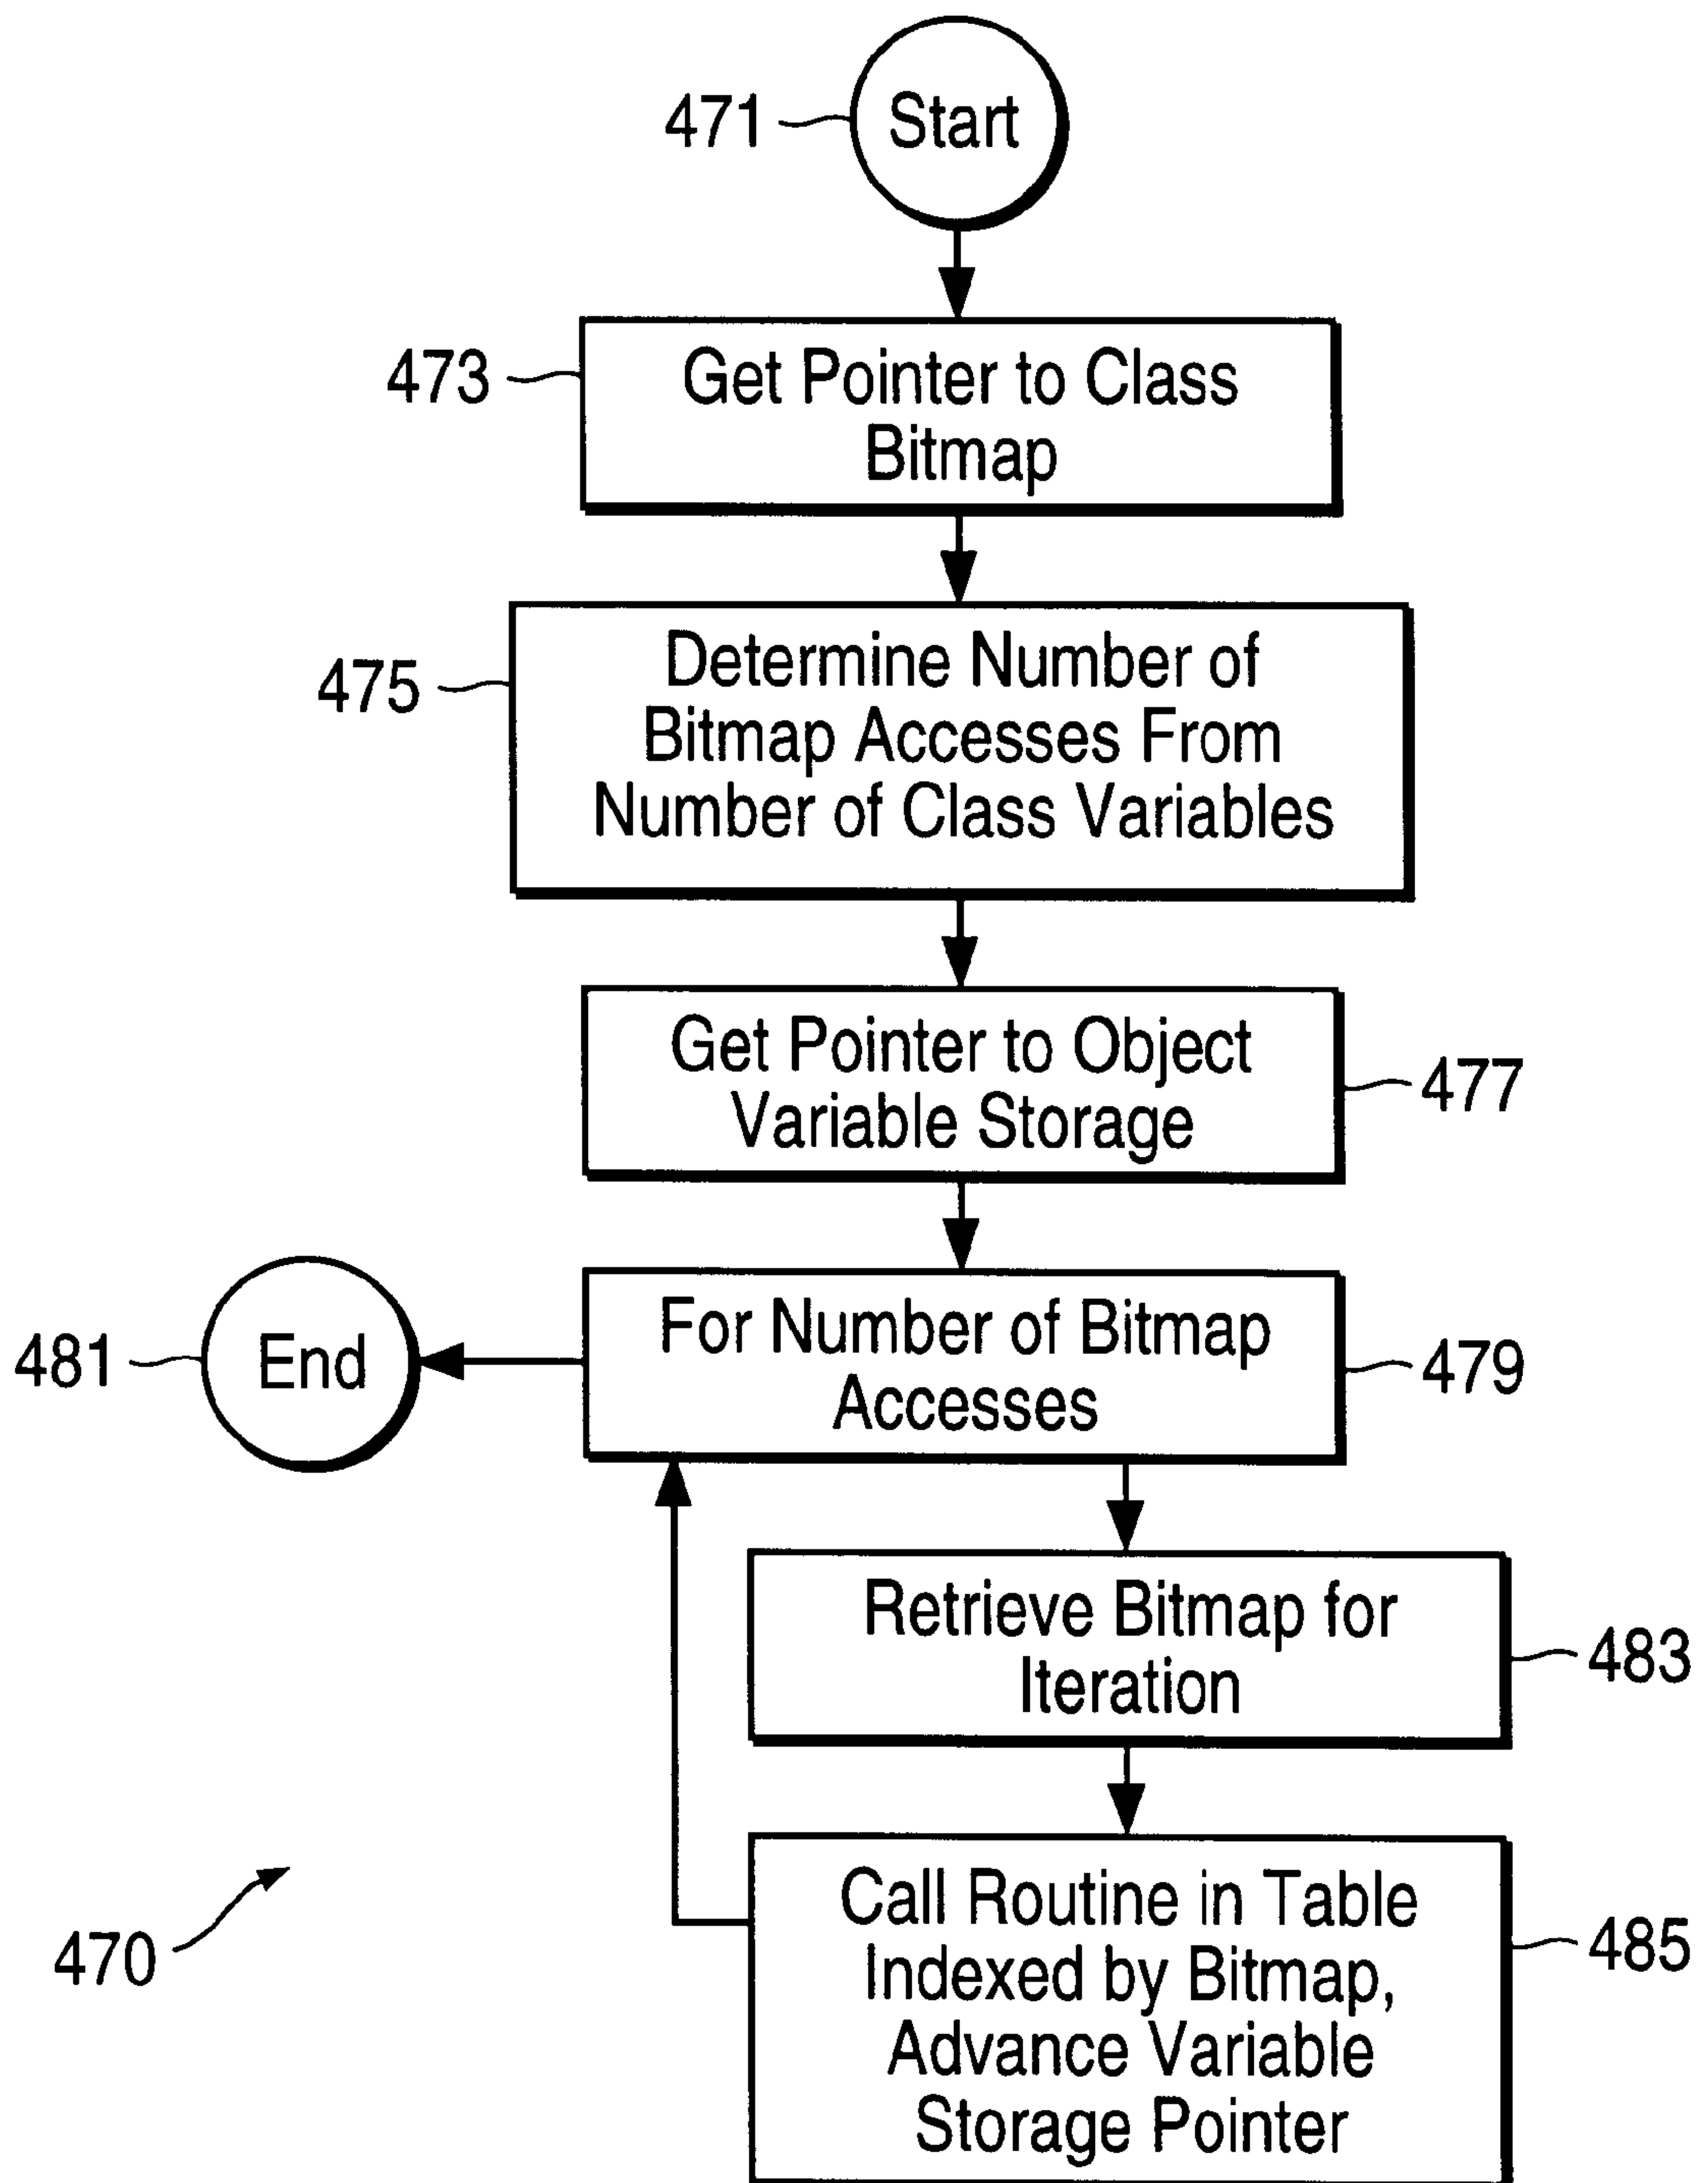 471
Start
473
Get Pointer to Class
Bitmap
475
Determine Number of
Bitmap Accesses From
Number of Class Variables
Get Pointer to Object
Variable Storage
477
481
End
For Number of Bitmap
Accesses
479
Retrieve Bitmap for
Iteration
483
Call Routine in Table
Indexed by Bitmap,
Advance Variable
Storage Pointer
485
470